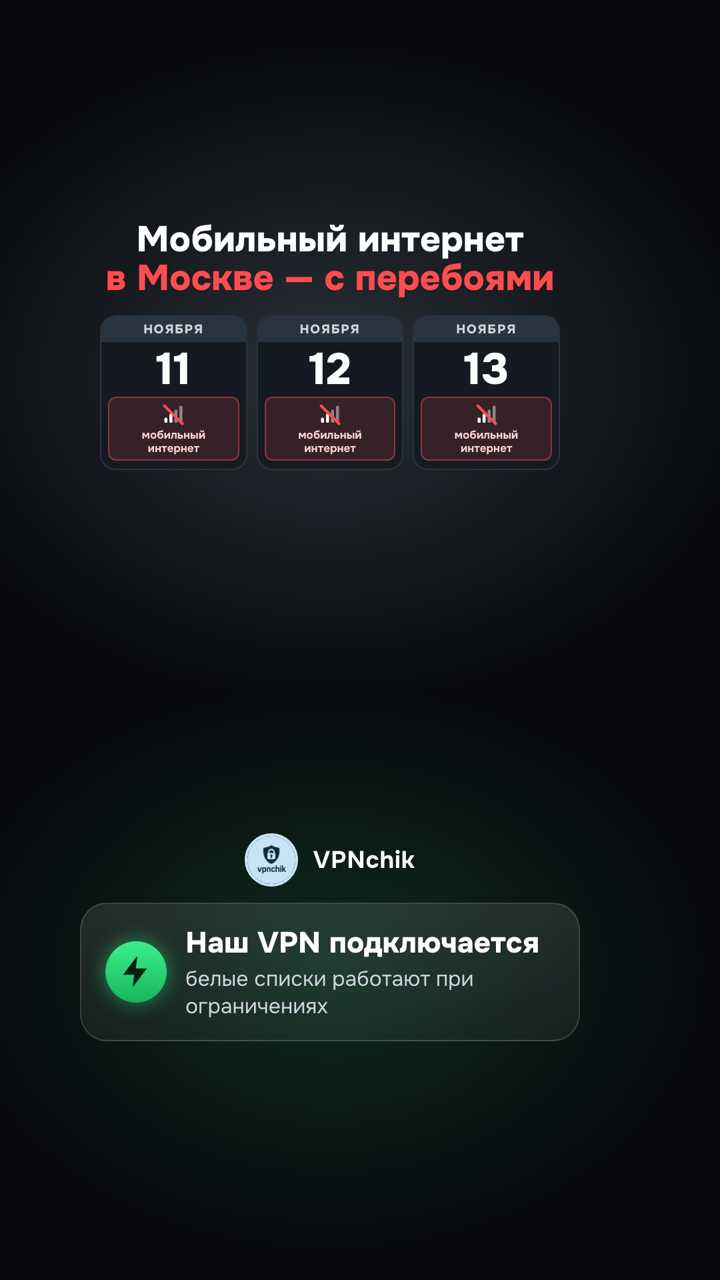 Мобильный интернет
в Москве — с перебоями
НОЯБРЯ
11
мобильный
интернет
НОЯБРЯ
12
мобильный
интернет
НОЯБРЯ
13
мобильный
интернет
vpnchik
VPNchik
Наш VPN подключается
белые списки работают при
ограничениях